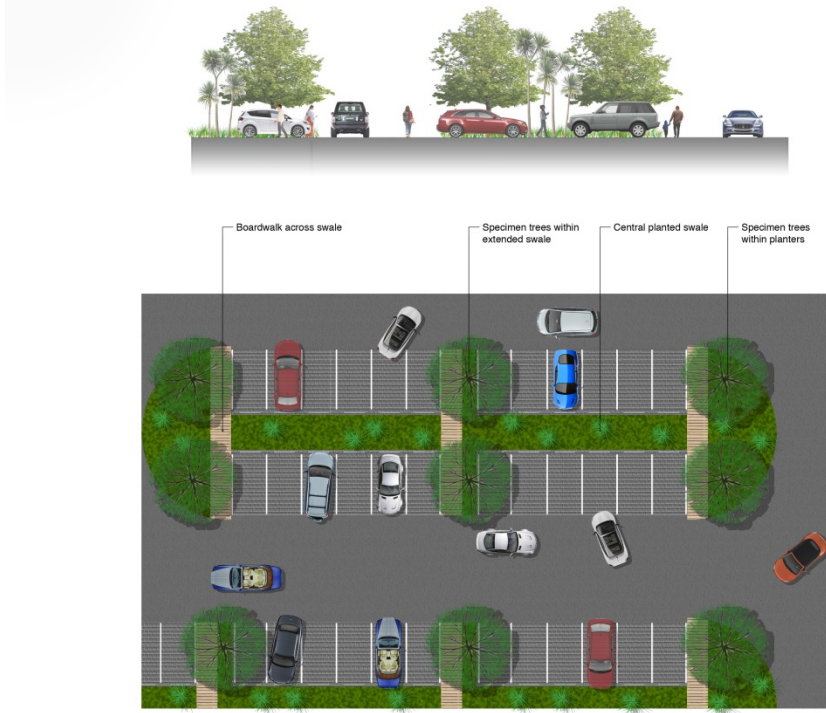 Boardwalk across swale
Specimen trees within
extended swale
Central planted swale
Specimen trees
within planters